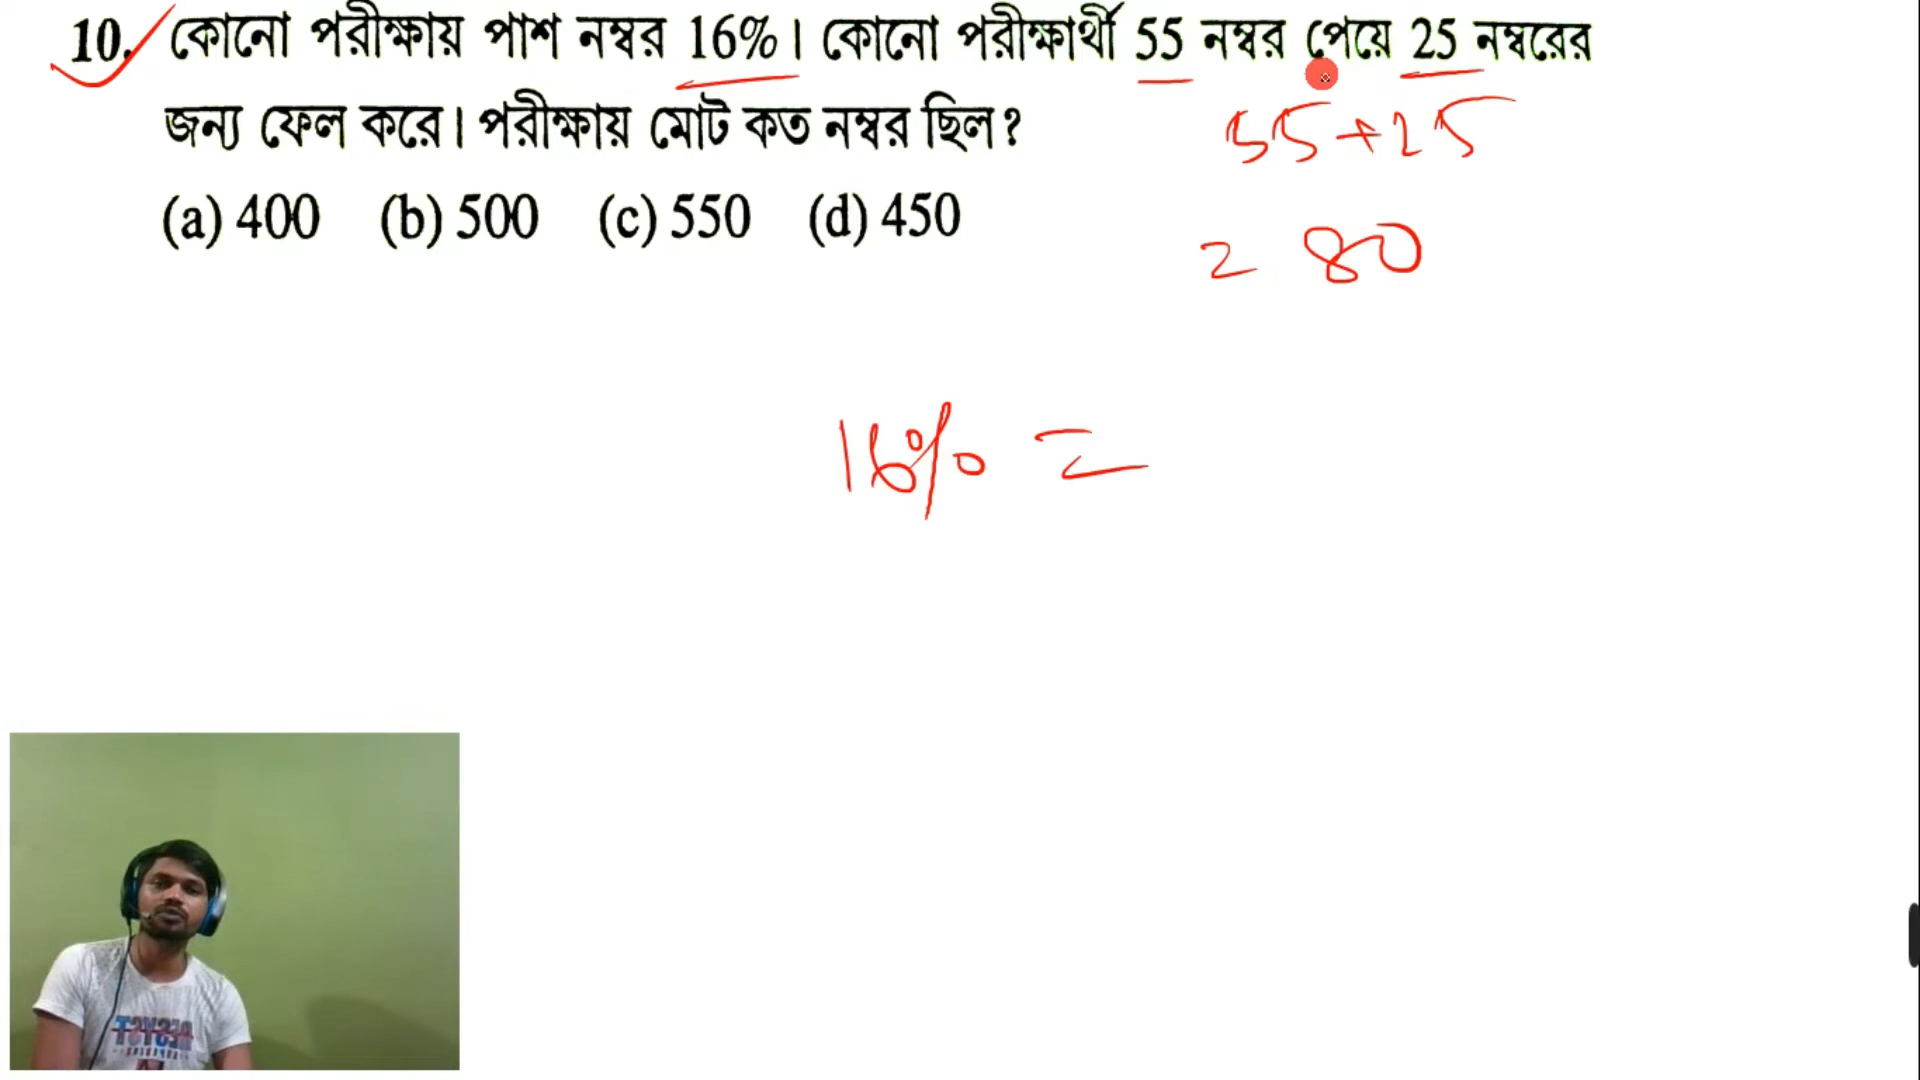 10. কোনো পরীক্ষায় পাশ নম্বর 16%। কোনো পরীক্ষার্থী 55 নম্বর পেয়ে 25 নম্বরের
জন্য ফেল করে। পরীক্ষায় মোট কত নম্বর ছিল?
(a) 400 (b) 500 (c) 550 (d) 450
55+25
= 80
16% =